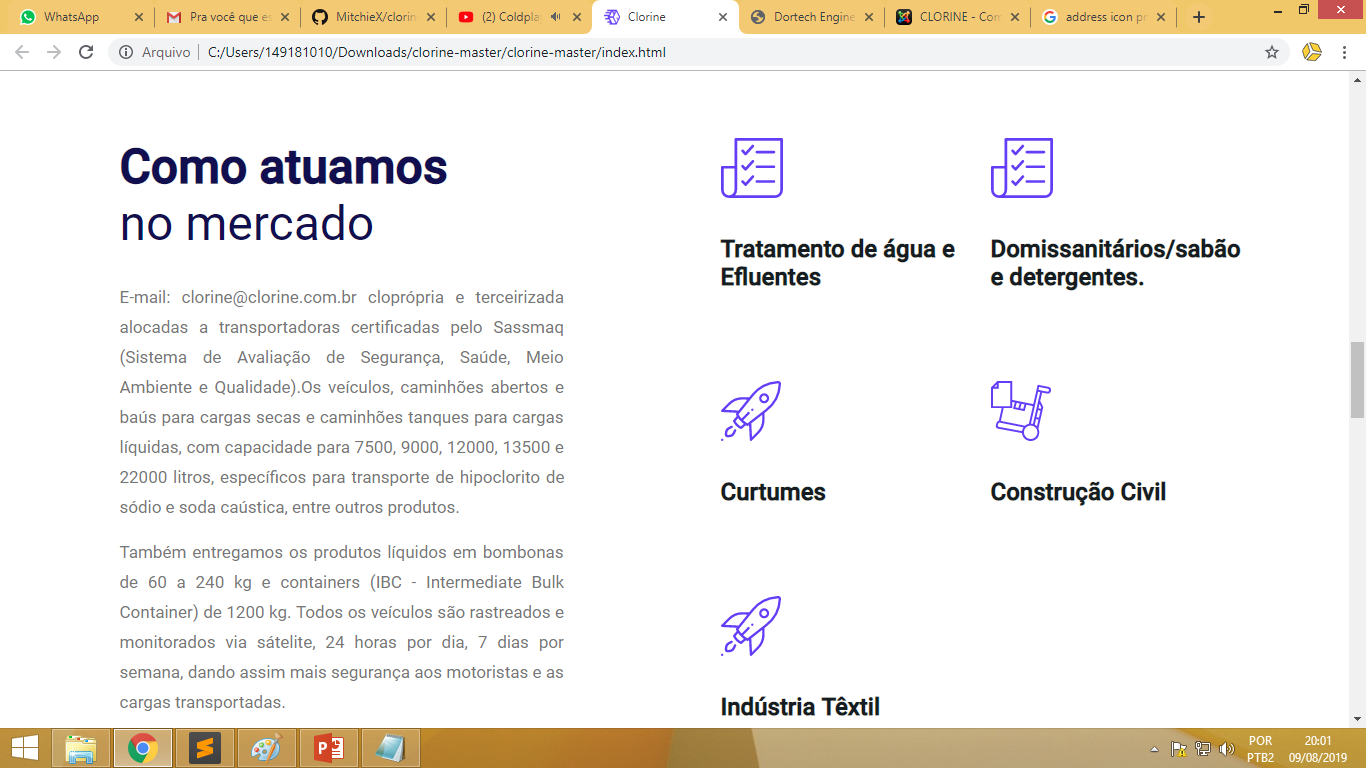 WhatsApp
Pra você que es
MitchieX/clorin
(2) Coldpla
Clorine
Dortech Engine
CLORINE - Com
address icon pr
Arquivo
C:/Users/149181010/Downloads/clorine-master/clorine-master/index.html
Como atuamos
no mercado
E-mail: clorine@clorine.com.br cloprópria e terceirizada
alocadas a transportadoras certificadas pelo Sassmaq
(Sistema de Avaliação de Segurança, Saúde, Meio
Ambiente e Qualidade).Os veículos, caminhões abertos e
baús para cargas secas e caminhões tanques para cargas
líquidas, com capacidade para 7500, 9000, 12000, 13500 e
22000 litros, específicos para transporte de hipoclorito de
sódio e soda caústica, entre outros produtos.
Também entregamos os produtos líquidos em bombonas
de 60 a 240 kg e containers (IBC - Intermediate Bulk
Container) de 1200 kg. Todos os veículos são rastreados e
monitorados via sátelite, 24 horas por dia, 7 dias por
semana, dando assim mais segurança aos motoristas e as
cargas transportadas.
Tratamento de água e
Efluentes
Domissanitários/sabão
e detergentes.
Curtumes
Construção Civil
Indústria Têxtil
POR
PTB2
20:01
09/08/2019